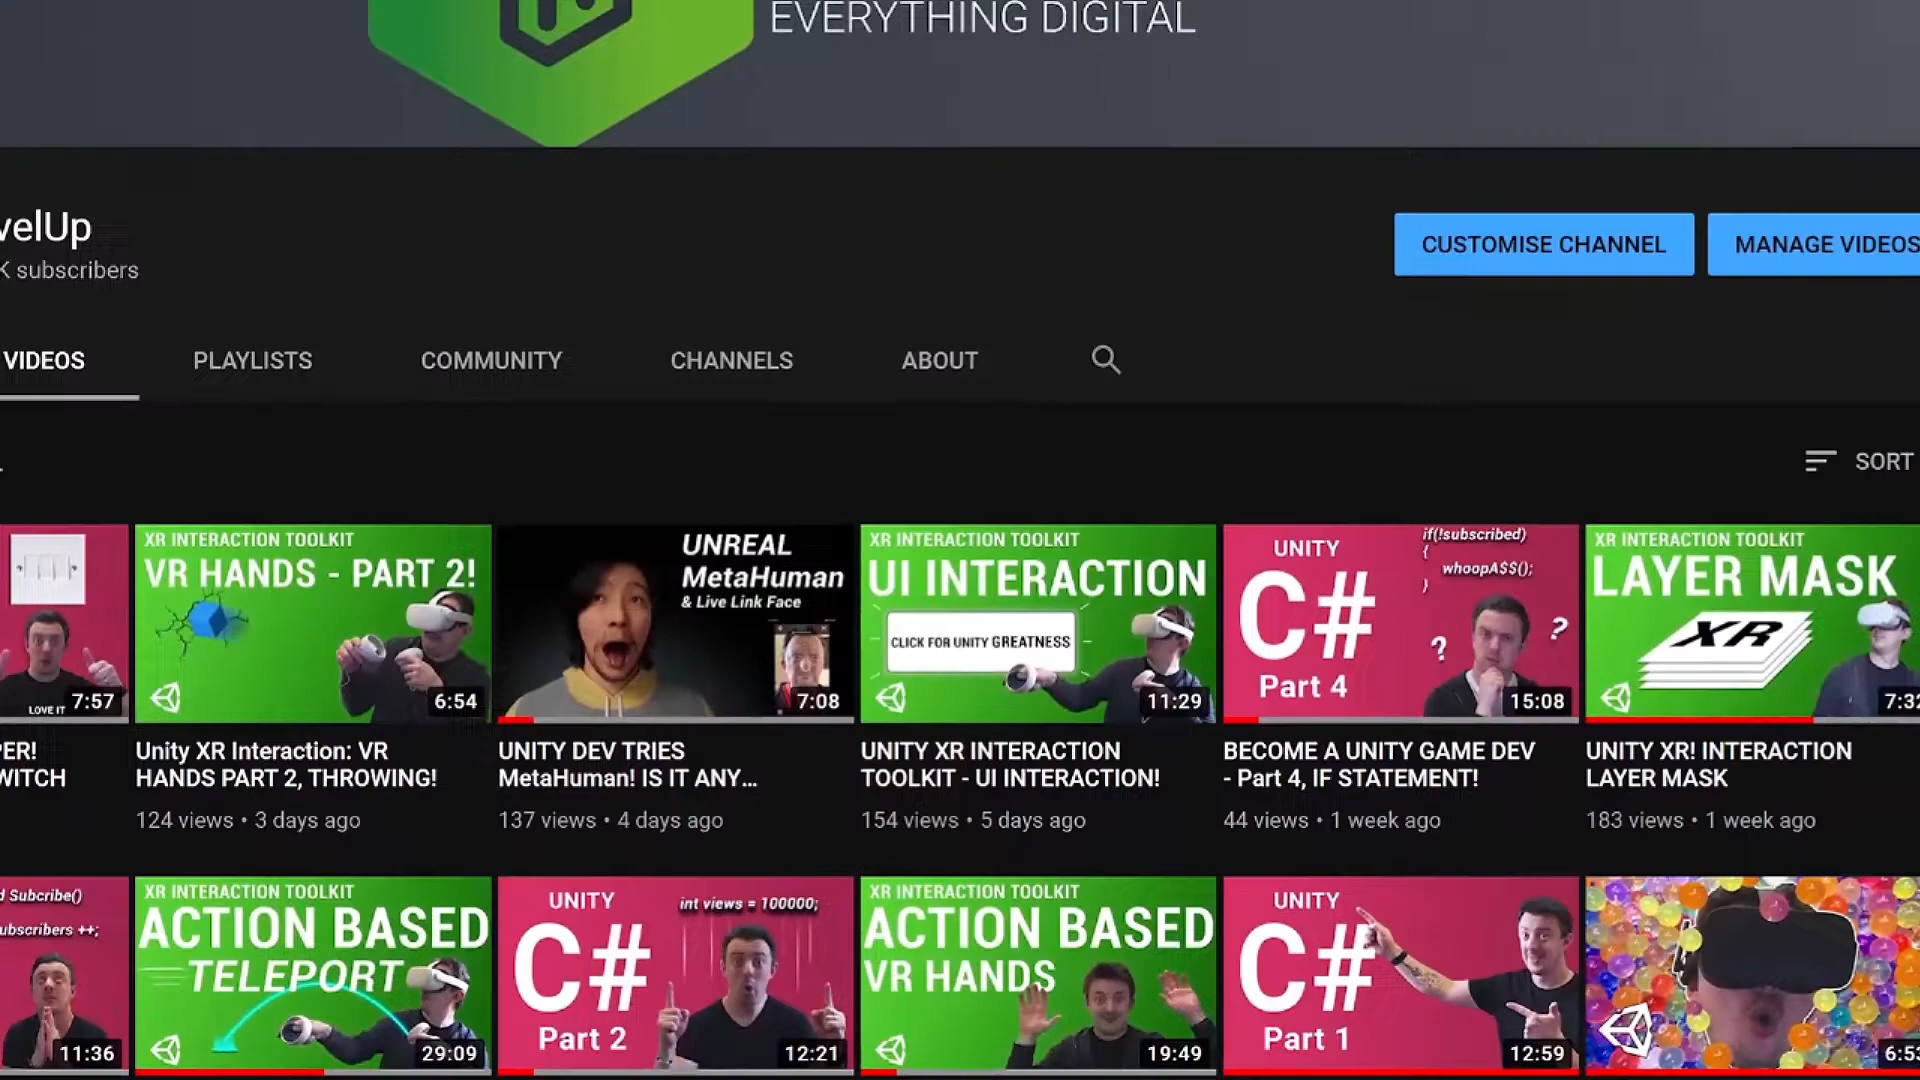 EVERYTHING DIGITAL
velUp
K subscribers
CUSTOMISE CHANNEL
MANAGE VIDEOS
VIDEOS
PLAYLISTS
COMMUNITY
CHANNELS
ABOUT
SORT
LOVE IT
7:57
XR INTERACTION TOOLKIT
VR HANDS - PART 2!
6:54
UNREAL
MetaHuman
& Live Link Face
7:08
XR INTERACTION TOOLKIT
UI INTERACTION
CLICK FOR UNITY GREATNESS
11:29
UNITY
C#
Part 4
if(!subscribed)
{
whoopA$$();
}
?
?
15:08
XR INTERACTION TOOLKIT
LAYER MASK
XR
7:32
PER!
WITCH
Unity XR Interaction: VR
HANDS PART 2, THROWING!
124 views • 3 days ago
UNITY DEV TRIES
MetaHuman! IS IT ANY...
137 views • 4 days ago
UNITY XR INTERACTION
TOOLKIT - UI INTERACTION!
154 views • 5 days ago
BECOME A UNITY GAME DEV
- Part 4, IF STATEMENT!
44 views • 1 week ago
UNITY XR! INTERACTION
LAYER MASK
183 views • 1 week ago
d Subcribe()
ubscribers ++;
11:36
XR INTERACTION TOOLKIT
ACTION BASED
TELEPORT
29:09
UNITY
C#
Part 2
int views = 100000;
12:21
XR INTERACTION TOOLKIT
ACTION BASED
VR HANDS
19:49
UNITY
C#
Part 1
12:59
6:53